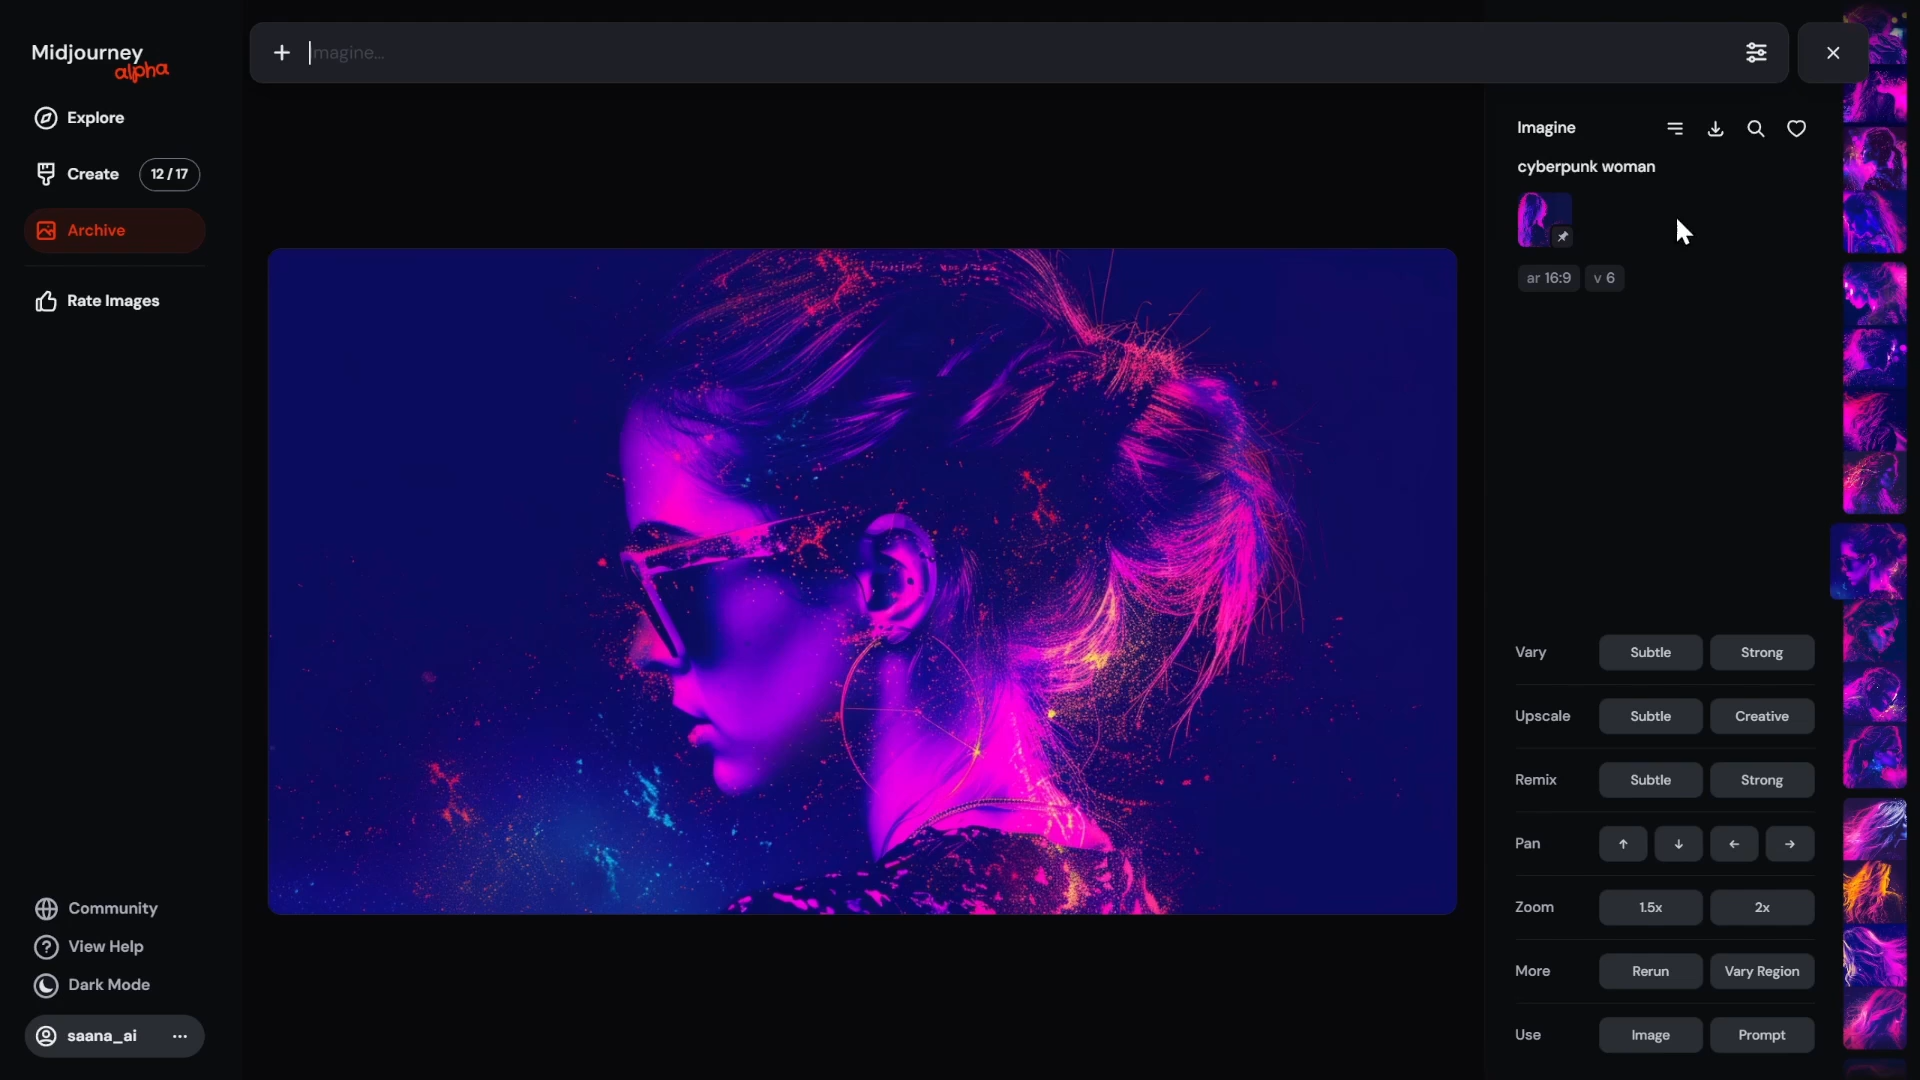 Midjourney
alpha
Imagine...
Explore
Create 12 / 17
Archive
Rate Images
Imagine
cyberpunk woman
ar 16:9 v 6
Vary Subtle Strong
Upscale Subtle Creative
Remix Subtle Strong
Pan ↑ ↓ ← →
Zoom 1.5x 2x
More Rerun Vary Region
Use Image Prompt
Community
View Help
Dark Mode
saana_ai ...